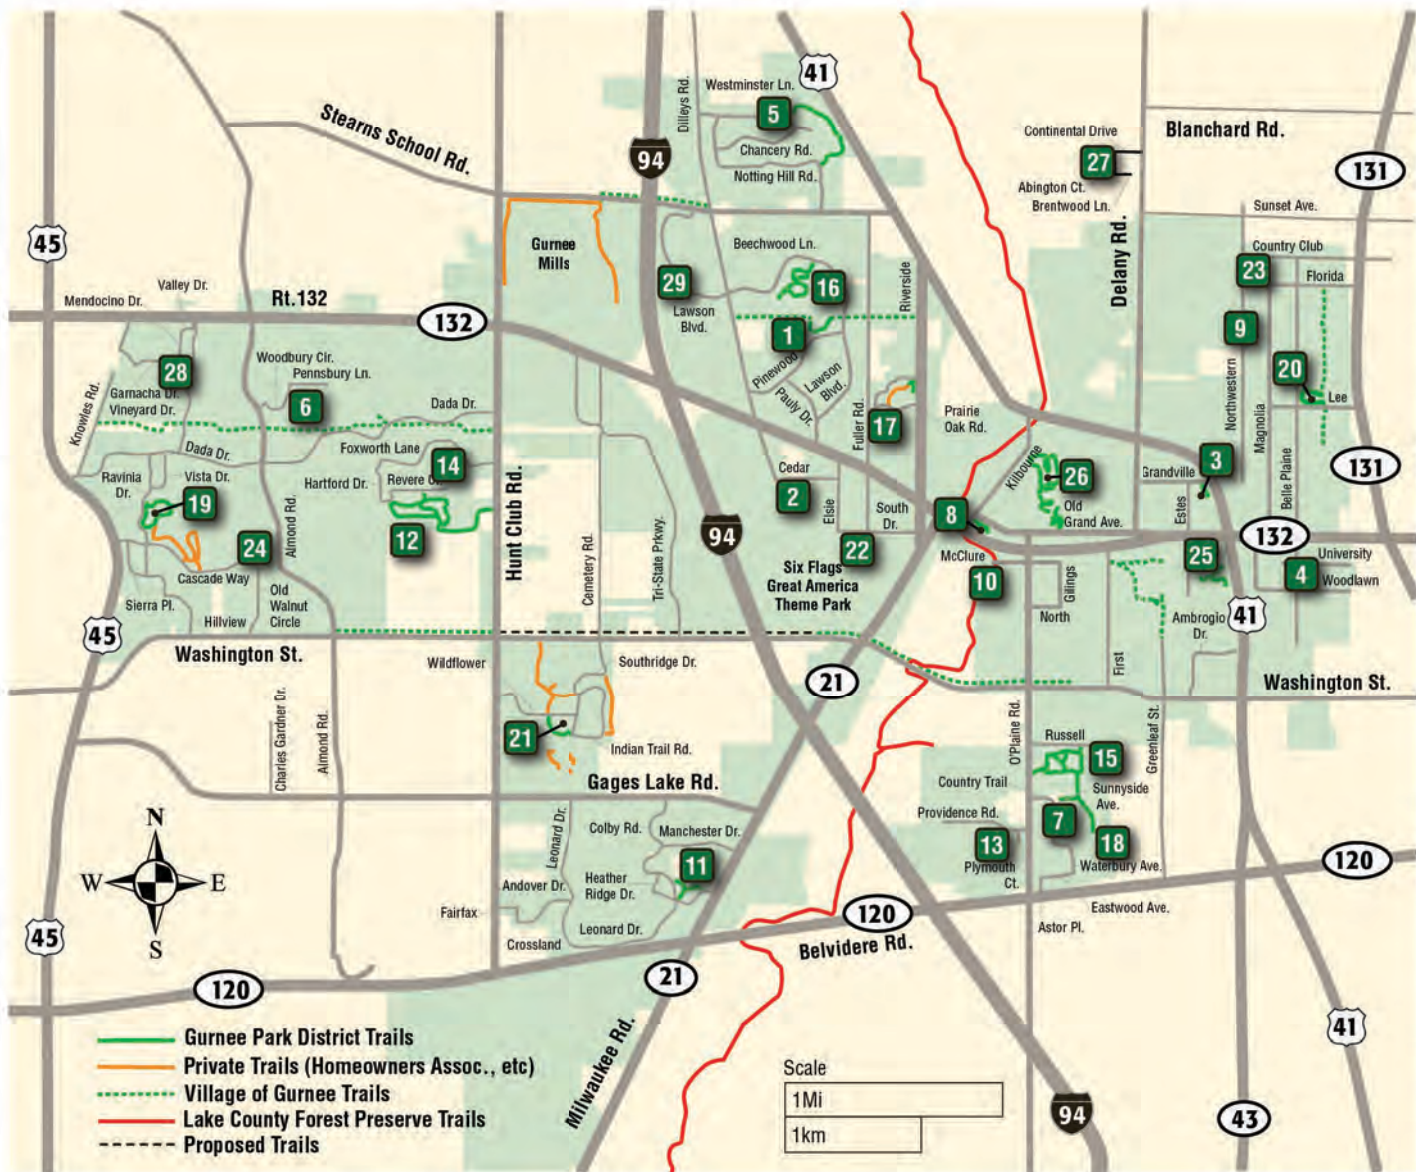 41
Westminster Ln.
5
Dilleys Rd.
Stearns School Rd.
94
Chancery Rd.
Notting Hill Rd.
Continental Drive
27
Abington Ct.
Brentwood Ln.
Blanchard Rd.
131
Sunset Ave.
45
Valley Dr.
Mendocino Dr.
Rt.132
132
Gurnee
Mills
29
Beechwood Ln.
16
Lawson
Blvd.
Riverside
Delany Rd.
Country Club
23
Florida
1
9
28
Woodbury Cir.
Pennsbury Ln.
Garnacha Dr.
Vineyard Dr.
Knowles Rd.
6
Dada Dr.
Pinewood
Lawson
Blvd.
Pauly Dr.
Fuller Rd.
17
Prairie
Oak Rd.
Northwestern
Magnolia
20
Lee
Dada Dr.
Foxworth Lane
14
Ravinia
Dr.
Vista Dr.
Hartford Dr.
Revere Ct.
Cedar
Kilbourne
26
Grandville
3
Belle Plaine
131
19
Almond Rd.
12
Hunt Club Rd.
2
Elsie
South
Dr.
8
Old
Grand Ave.
Estes
24
Cascade Way
Cemetery Rd.
Tri-State Prkwy.
94
22
McClure
10
Six Flags
Great America
Theme Park
25
132
University
4
Woodlawn
Sierra Pl.
Hillview
Old
Walnut
Circle
Gilings
North
Ambrogio
Dr.
41
45
Washington St.
Wildflower
Southridge Dr.
21
First
Washington St.
Charles Gardner Dr.
Almond Rd.
21
Indian Trail Rd.
Gages Lake Rd.
O'Plaine Rd.
Russell
15
Greenleaf St.
Country Trail
Sunnyside
Ave.
Providence Rd.
7
N
W
E
S
Leonard Dr.
Colby Rd.
Manchester Dr.
11
13
18
Plymouth
Ct.
Waterbury Ave.
120
Andover Dr.
Heather
Ridge Dr.
Fairfax
Leonard Dr.
Crossland
120
Belvidere Rd.
Eastwood Ave.
Astor Pl.
45
120
21
Milwaukee Rd.
41
Gurnee Park District Trails
Private Trails (Homeowners Assoc., etc)
Village of Gurnee Trails
Lake County Forest Preserve Trails
Proposed Trails
Scale
1Mi
1km
94
43